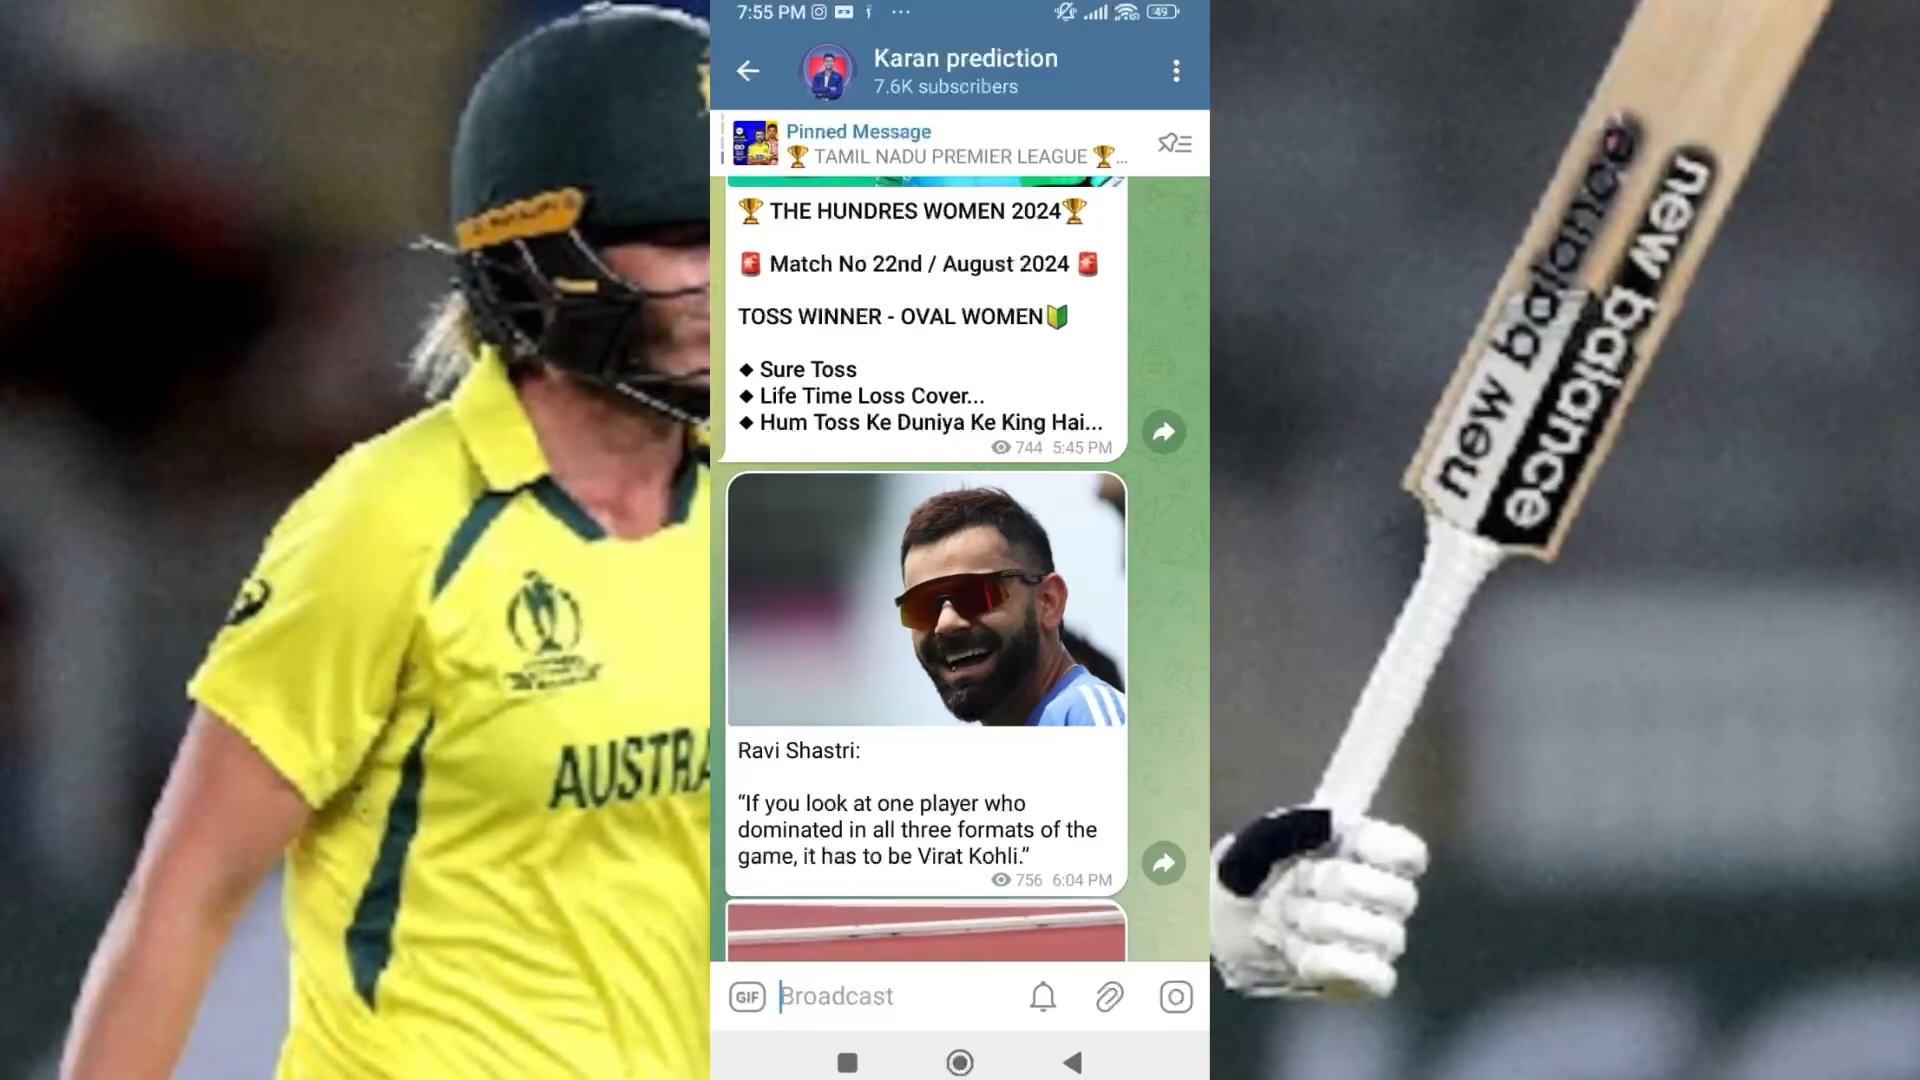 7:55 PM
49
Karan prediction
7.6K subscribers
Pinned Message
🏆 TAMIL NADU PREMIER LEAGUE 🏆...
🏆 THE HUNDRES WOMEN 2024🏆
🚨 Match No 22nd / August 2024 🚨
TOSS WINNER - OVAL WOMEN🔰
◆ Sure Toss
◆ Life Time Loss Cover...
◆ Hum Toss Ke Duniya Ke King Hai...
744 5:45 PM
Ravi Shastri:
“If you look at one player who
dominated in all three formats of the
game, it has to be Virat Kohli.”
756 6:04 PM
GIF
Broadcast
AUSTRA
new balance
new balance